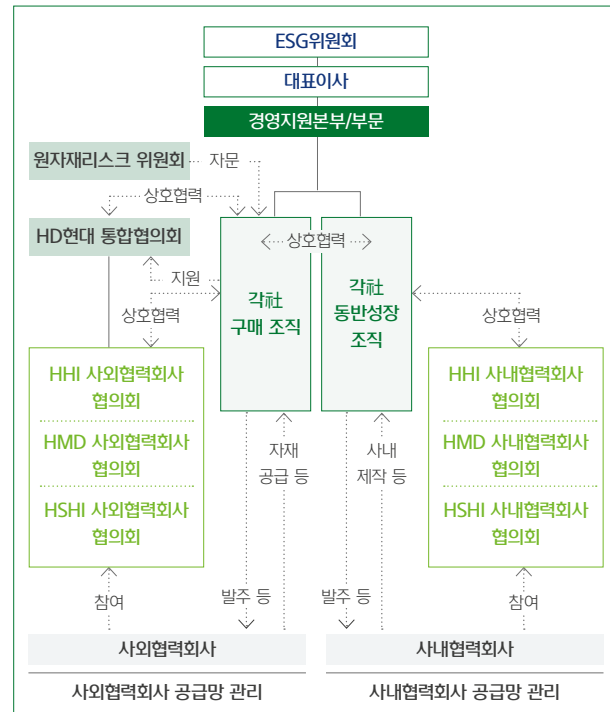 ESG위원회
대표이사
경영지원본부/부문
원자재리스크 위원회
자문
상호협력
HD현대 통합협의회
상호협력
지원
각社
구매 조직
각社
동반성장
조직
상호협력
상호협력
HHI 사외협력회사
협의회
HMD 사외협력회사
협의회
HSHI 사외협력회사
협의회
HHI 사내협력회사
협의회
HMD 사내협력회사
협의회
HSHI 사내협력회사
협의회
자재
공급 등
사내
제작 등
참여
발주 등
발주 등
참여
사외협력회사
사내협력회사
사외협력회사 공급망 관리
사내협력회사 공급망 관리